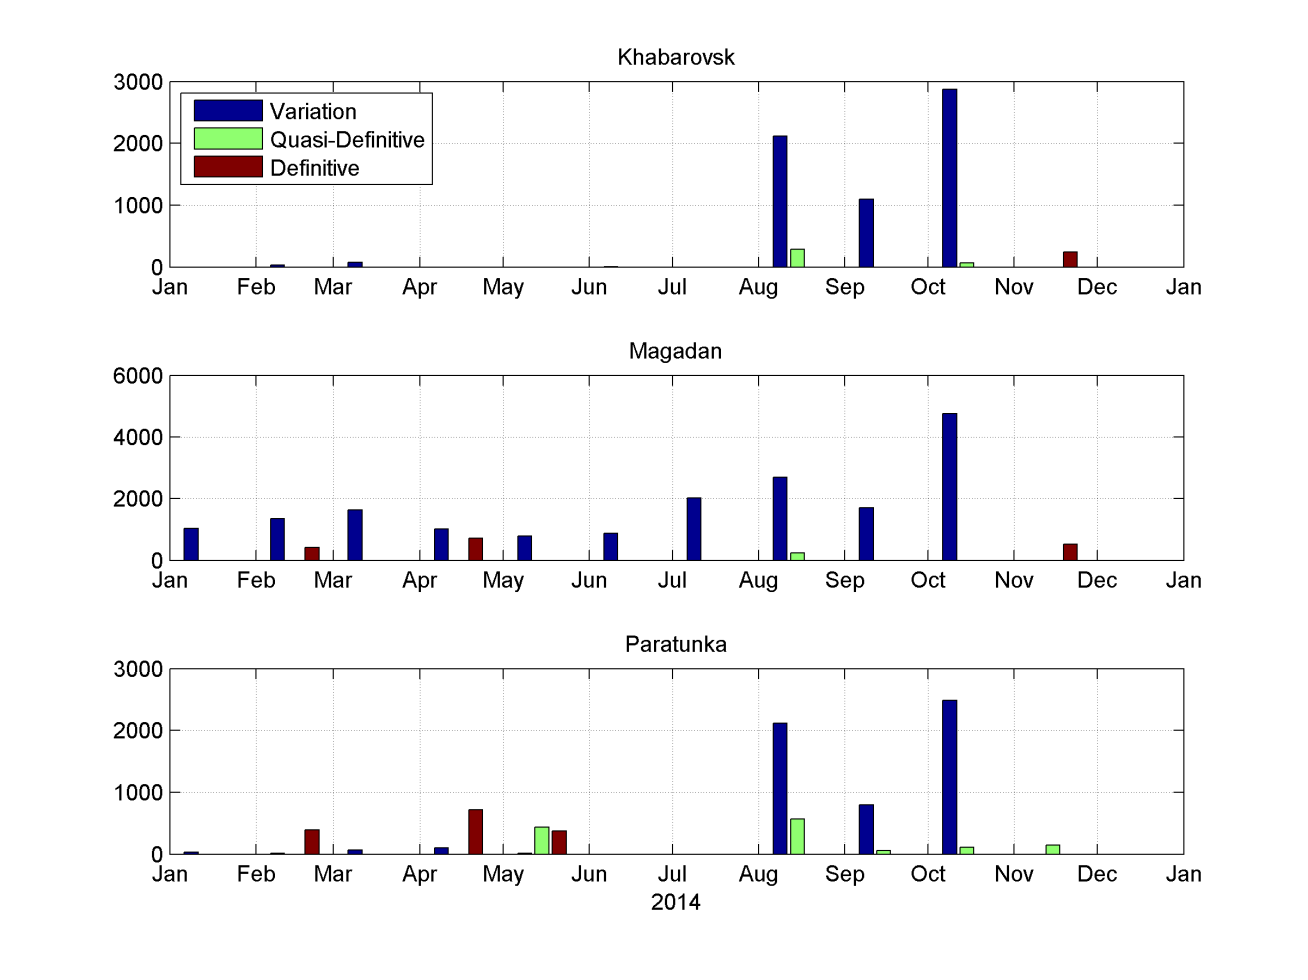 Khabarovsk
3000
2000
1000
0
Variation
Quasi-Definitive
Definitive
Jan Feb Mar Apr May Jun Jul Aug Sep Oct Nov Dec Jan
Magadan
6000
4000
2000
0
Jan Feb Mar Apr May Jun Jul Aug Sep Oct Nov Dec Jan
Paratunka
3000
2000
1000
0
Jan Feb Mar Apr May Jun Jul Aug Sep Oct Nov Dec Jan
2014